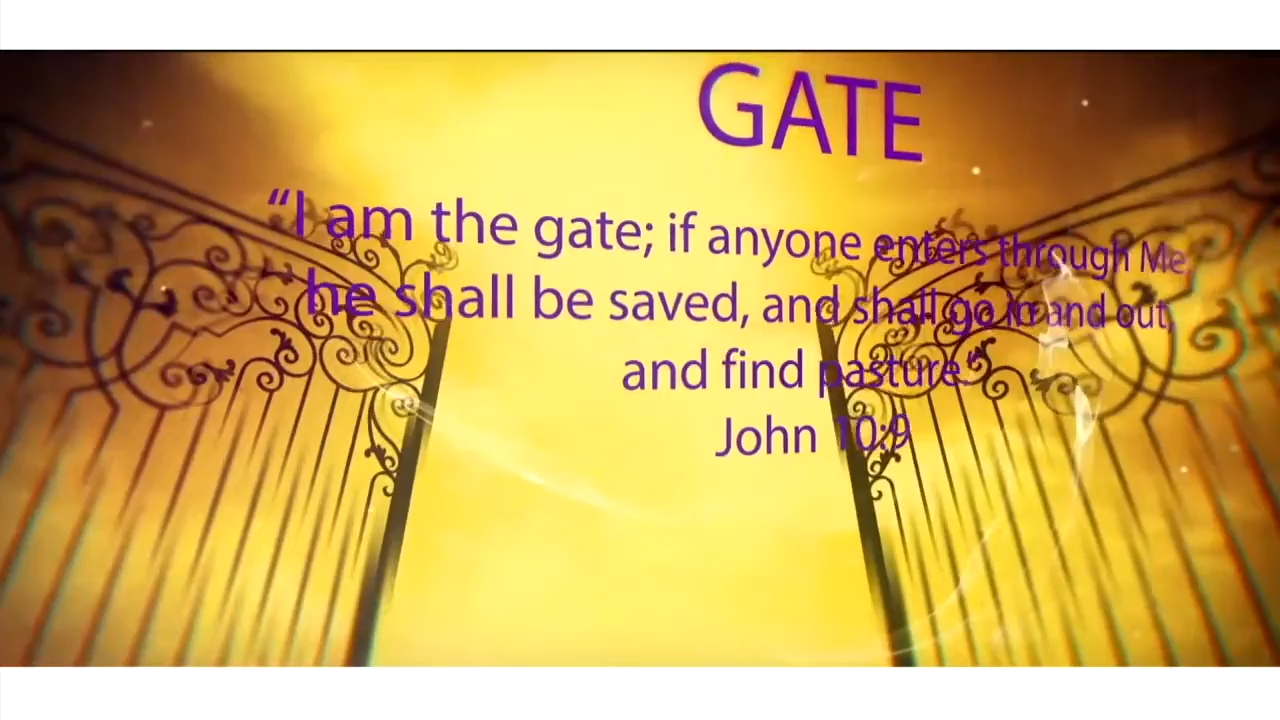 GATE
“I am the gate; if anyone enters through Me,
he shall be saved, and shall go in and out,
and find pasture.”
John 10:9